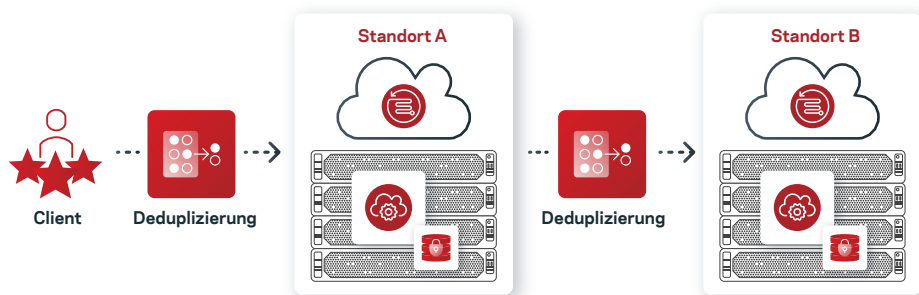 Standort A
Standort B
Client
Deduplizierung
Deduplizierung